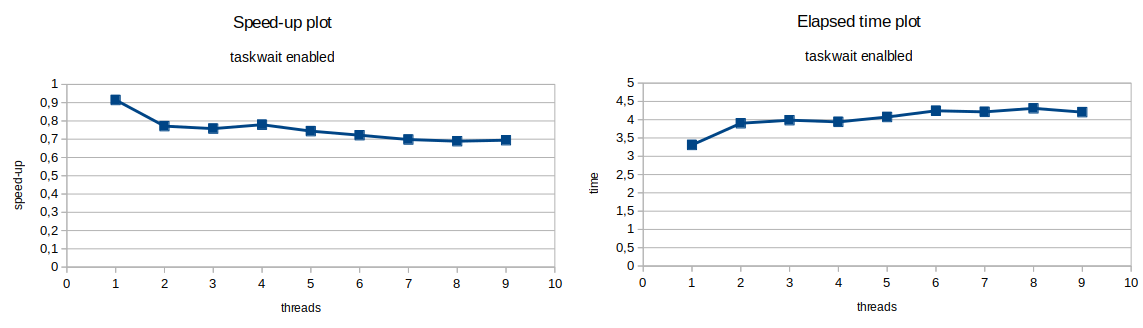 Speed-up plot
taskwait enabled
1
0,9
0,8
0,7
0,6
0,5
0,4
0,3
0,2
0,1
0
speed-up
0 1 2 3 4 5 6 7 8 9 10
threads
Elapsed time plot
taskwait enalbled
5
4,5
4
3,5
3
2,5
2
1,5
1
0,5
0
time
0 1 2 3 4 5 6 7 8 9 10
threads